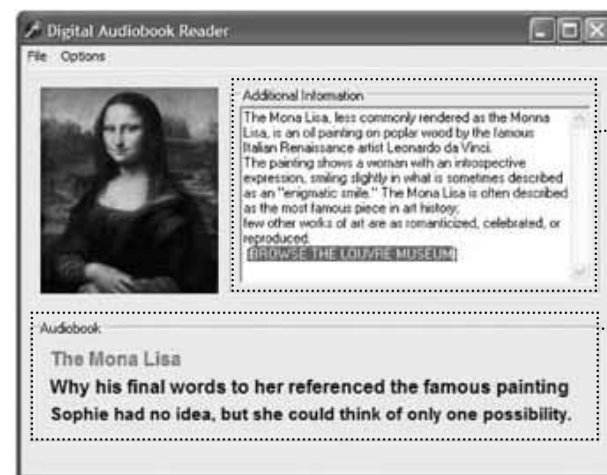 Digital Audiobook Reader
File Options
Additional Information
The Mona Lisa, less commonly rendered as the Monna
Lisa, is an oil painting on poplar wood by the famous
Italian Renaissance artist Leonardo da Vinci.
The painting shows a woman with an introspective
expression, smiling slightly in what is sometimes described
as an "enigmatic smile." The Mona Lisa is often described
as the most famous piece in art history;
few other works of art are as romanticized, celebrated, or
reproduced.
[BROWSE THE LOUVRE MUSEUM]
Audiobook
The Mona Lisa
Why his final words to her referenced the famous painting
Sophie had no idea, but she could think of only one possibility.